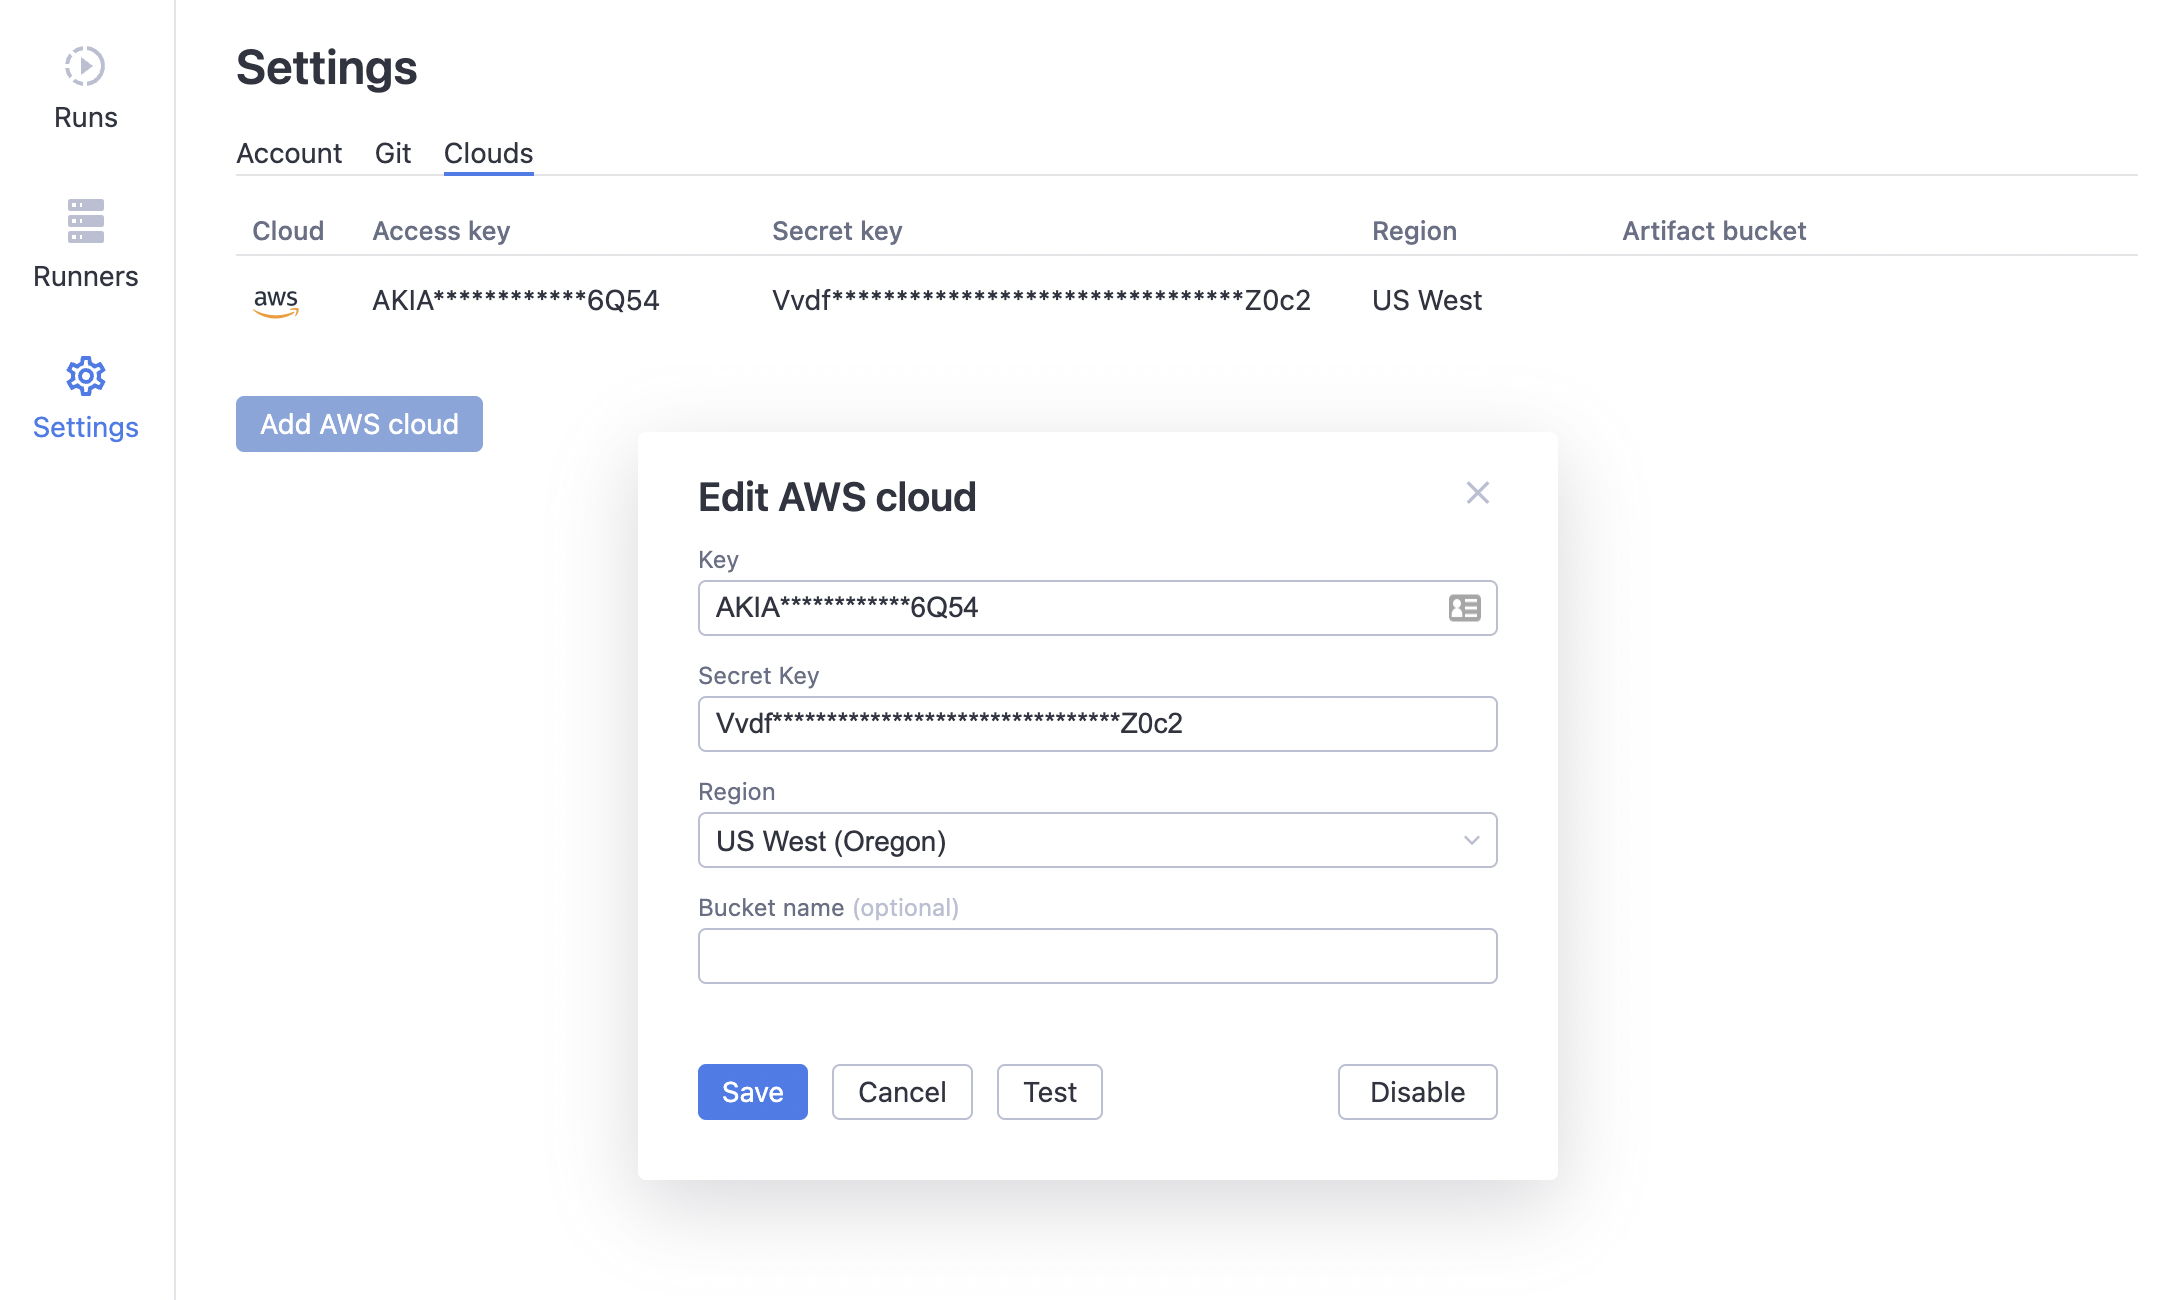 Runs
Runners
Settings
Settings
Account Git Clouds
Cloud Access key Secret key Region Artifact bucket
aws AKIA************6Q54 Vvdf********************************Z0c2 US West
Add AWS cloud
Edit AWS cloud
Key
AKIA************6Q54
Secret Key
Vvdf********************************Z0c2
Region
US West (Oregon)
Bucket name (optional)
Save Cancel Test Disable